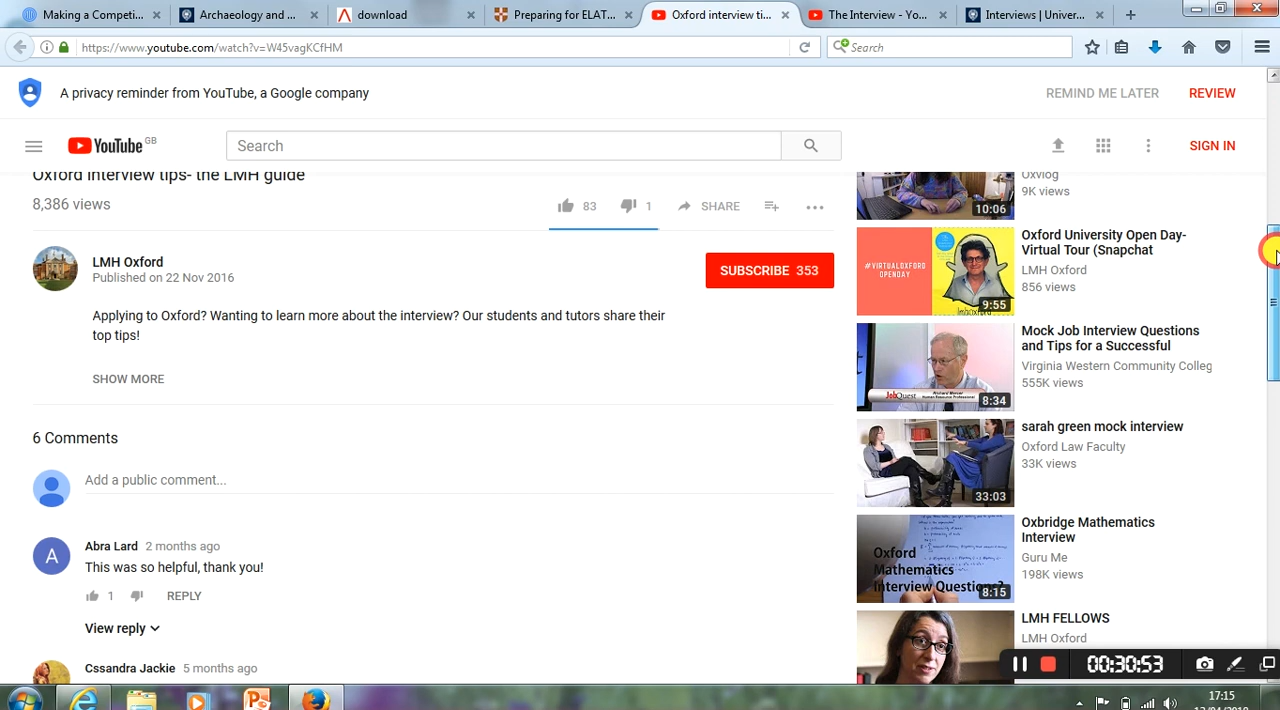 Making a Competi...
Archaeology and ...
download
Preparing for ELAT...
Oxford interview ti...
The Interview - Yo...
Interviews | Univer...
https://www.youtube.com/watch?v=W45vagKCfHM
Search
A privacy reminder from YouTube, a Google company
REMIND ME LATER
REVIEW
YouTube GB
Search
SIGN IN
Oxford interview tips- the LMH guide
8,386 views
83
1
SHARE
LMH Oxford
Published on 22 Nov 2016
SUBSCRIBE 353
Applying to Oxford? Wanting to learn more about the interview? Our students and tutors share their
top tips!
SHOW MORE
6 Comments
Add a public comment...
A
Abra Lard 2 months ago
This was so helpful, thank you!
1
REPLY
View reply
Cssandra Jackie 5 months ago
Oxvlog
9K views
10:06
Oxford University Open Day-
Virtual Tour (Snapchat
LMH Oxford
856 views
#VIRTUALOXFORD
OPENDAY
9:55
Mock Job Interview Questions
and Tips for a Successful
Virginia Western Community Colleg
555K views
JobQuest
8:34
sarah green mock interview
Oxford Law Faculty
33K views
33:03
Oxbridge Mathematics
Interview
Guru Me
198K views
Oxford
Mathematics
Interview Questions?
8:15
LMH FELLOWS
LMH Oxford
00:30:53
17:15